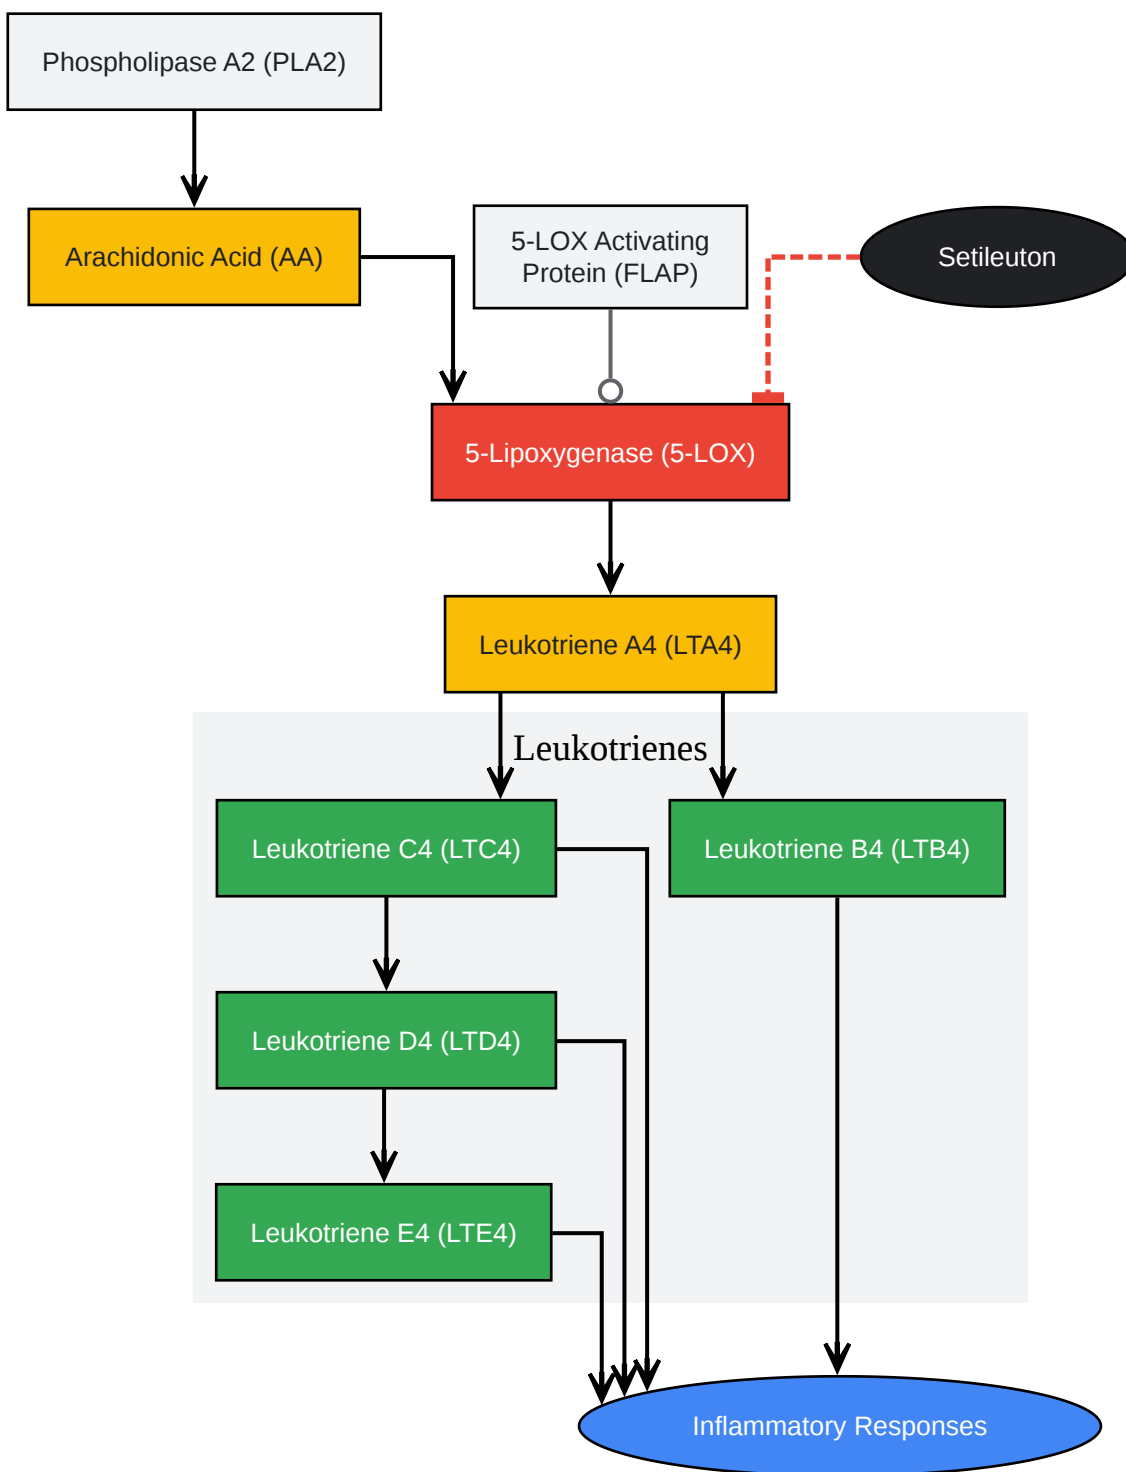 Phospholipase A2 (PLA2)
Arachidonic Acid (AA)
5-LOX Activating
Protein (FLAP)
Setileuton
5-Lipoxygenase (5-LOX)
Leukotriene A4 (LTA4)
Leukotrienes
Leukotriene C4 (LTC4)
Leukotriene B4 (LTB4)
Leukotriene D4 (LTD4)
Leukotriene E4 (LTE4)
Inflammatory Responses